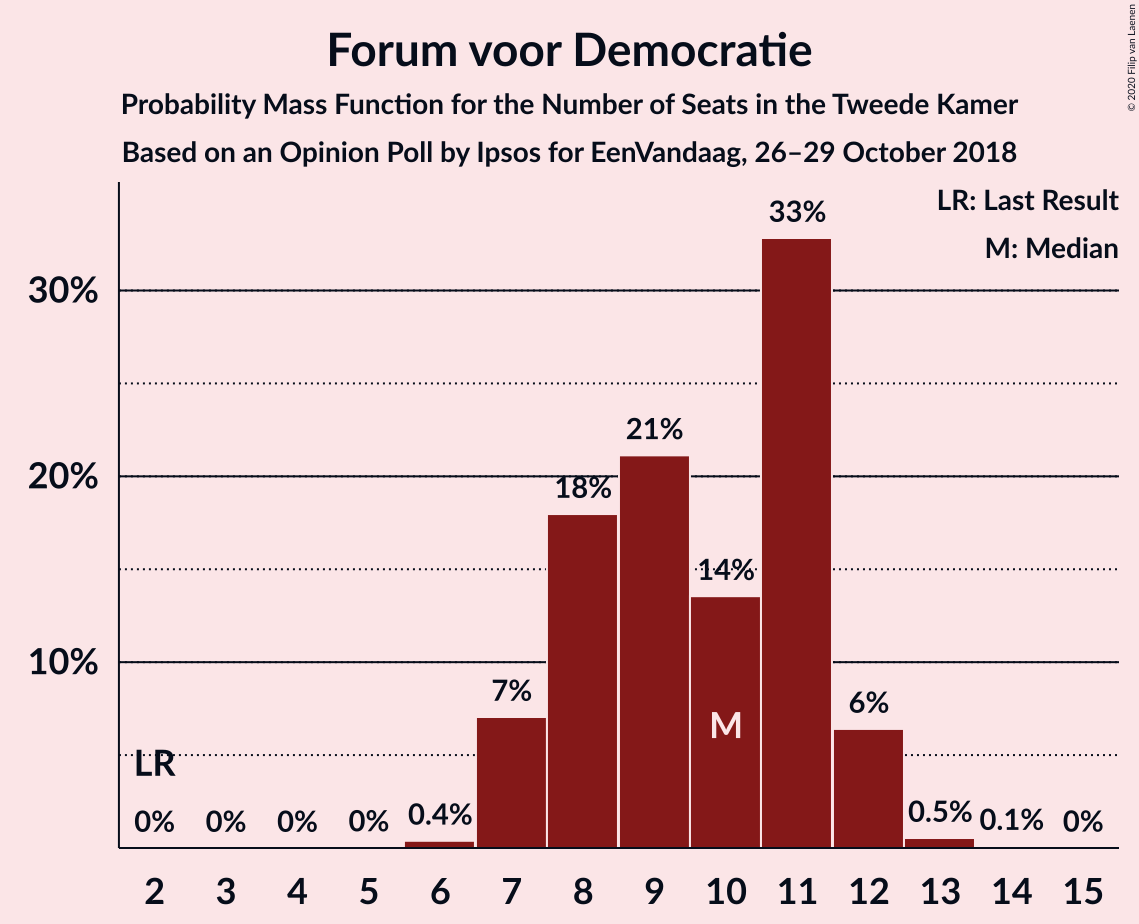 Forum voor Democratie
Probability Mass Function for the Number of Seats in the Tweede Kamer
Based on an Opinion Poll by Ipsos for EenVandaag, 26–29 October 2018
© 2020 Filip van Laenen
LR: Last Result
M: Median
33%
30%
21%
20%
18%
14%
10%
7%
6%
M
LR
0% 0% 0% 0% 0.4% 0.5% 0.1% 0%
2 3 4 5 6 7 8 9 10 11 12 13 14 15